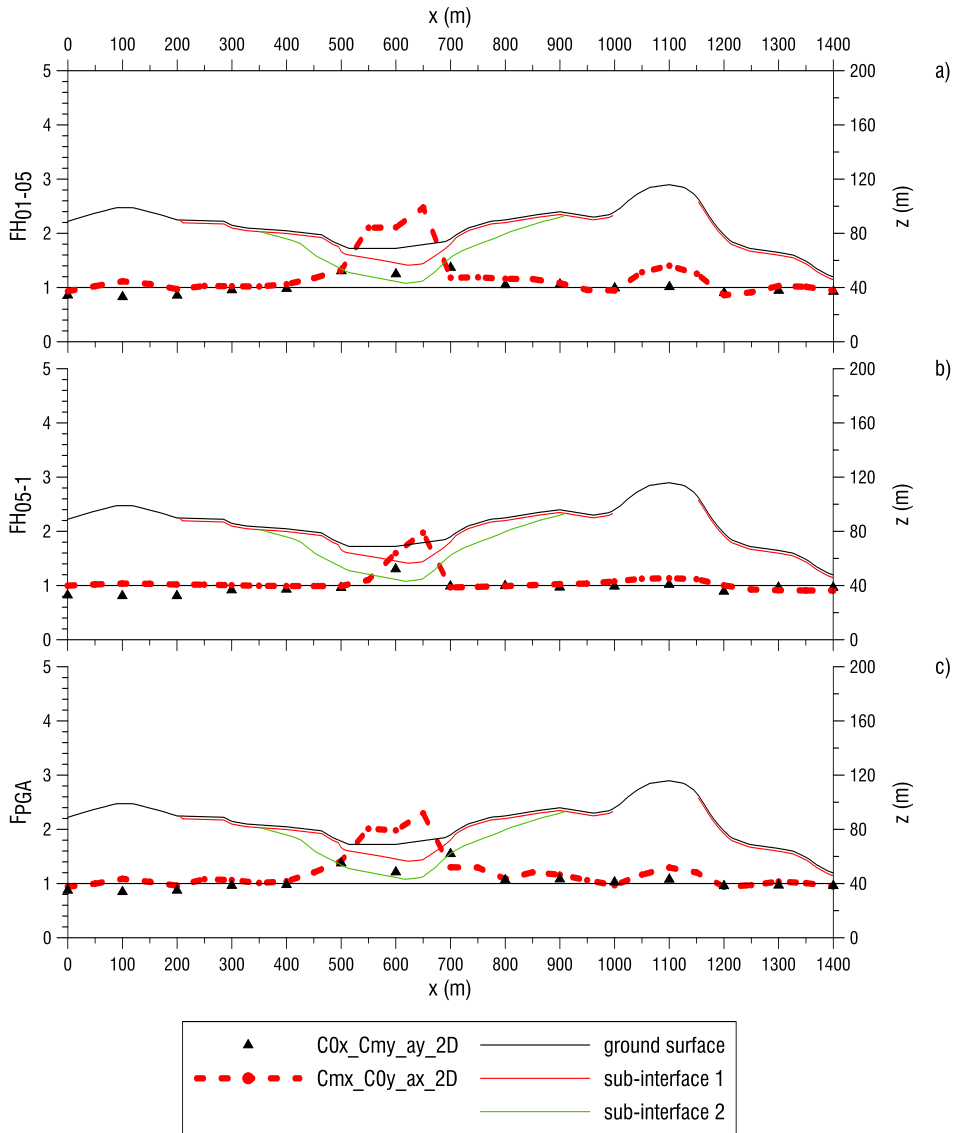 x (m)
0 100 200 300 400 500 600 700 800 900 1000 1100 1200 1300 1400
a)
5 4 3 2 1 0
FH01-05
200 160 120 80 40 0
z (m)
b)
5 4 3 2 1 0
FH05-1
200 160 120 80 40 0
z (m)
c)
5 4 3 2 1 0
FPGA
200 160 120 80 40 0
z (m)
0 100 200 300 400 500 600 700 800 900 1000 1100 1200 1300 1400
x (m)
C0x_Cmy_ay_2D ground surface
Cmx_C0y_ax_2D sub-interface 1
sub-interface 2